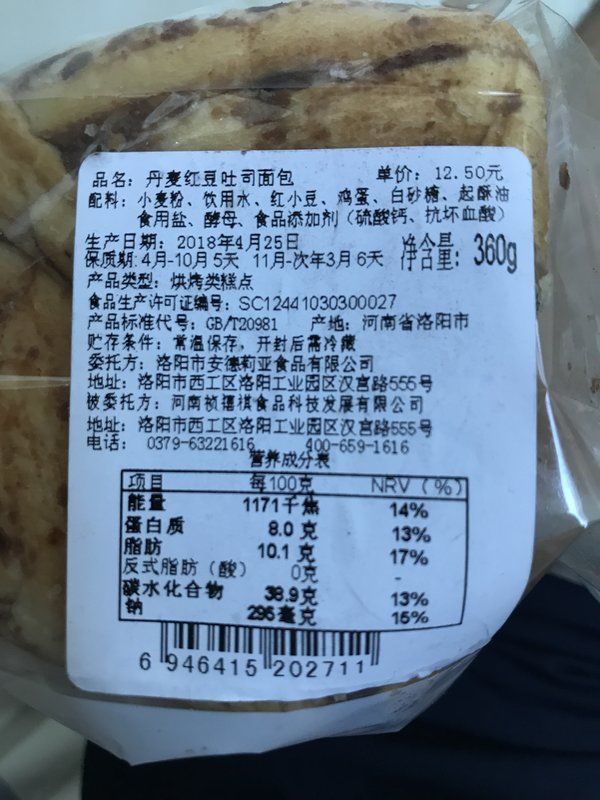 品名：丹麦红豆吐司面包 单价：12.50元
配料：小麦粉、饮用水、红小豆、鸡蛋、白砂糖、起酥油
食用盐、酵母、食品添加剂（硫酸钙、抗坏血酸）
生产日期：2018年4月25日
保质期:4月-10月5天 11月-次年3月6天 净含量：360g
产品类型：烘烤类糕点
食品生产许可证编号：SC12441030300027
产品标准代号：GB/T20981 产地：河南省洛阳市
贮存条件：常温保存，开封后需冷藏
委托方：洛阳市安德莉亚食品有限公司
地址：洛阳市西工区洛阳工业园区汉宫路555号
被委托方：河南祯禧祺食品科技发展有限公司
地址：洛阳市西工区洛阳工业园区汉宫路555号
电话：0379-63221616 400-659-1616
营养成分表
项目 每100克 NRV（%）
能量 1171千焦 14%
蛋白质 8.0克 13%
脂肪 10.1克 17%
反式脂肪（酸） 0克 -
碳水化合物 38.9克 13%
钠 295毫克 15%
6 946415 202711